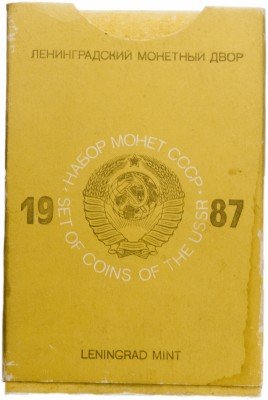 ЛЕНИНГРАДСКИЙ МОНЕТНЫЙ ДВОР
· НАБОР МОНЕТ СССР ·
19 87
SET OF COINS OF THE USSR
LENINGRAD MINT